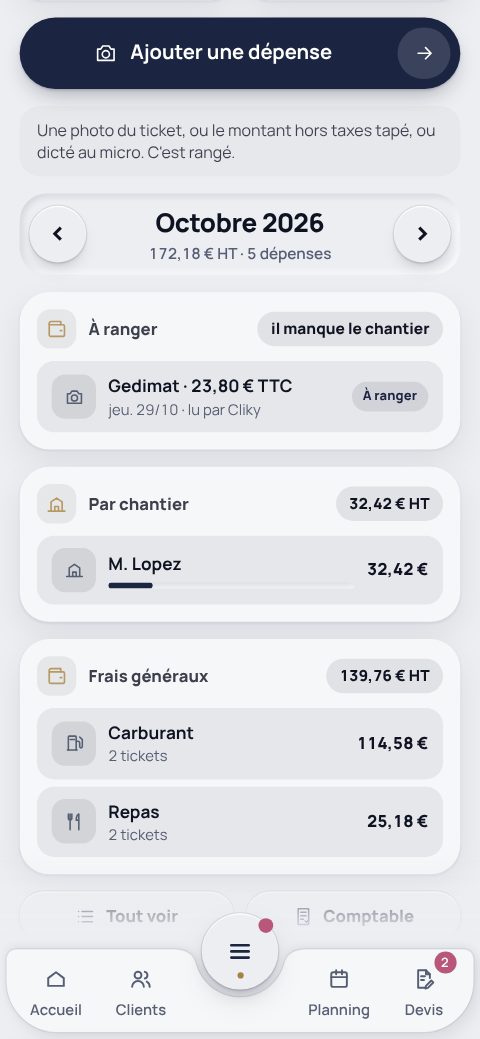 Ajouter une dépense
Une photo du ticket, ou le montant hors taxes tapé, ou
dicté au micro. C'est rangé.
Octobre 2026
172,18 € HT · 5 dépenses
À ranger
il manque le chantier
Gedimat · 23,80 € TTC
jeu. 29/10 · lu par Cliky
À ranger
Par chantier
32,42 € HT
M. Lopez
32,42 €
Frais généraux
139,76 € HT
Carburant
2 tickets
114,58 €
Repas
2 tickets
25,18 €
Tout voir
Comptable
Accueil
Clients
Planning
Devis
2